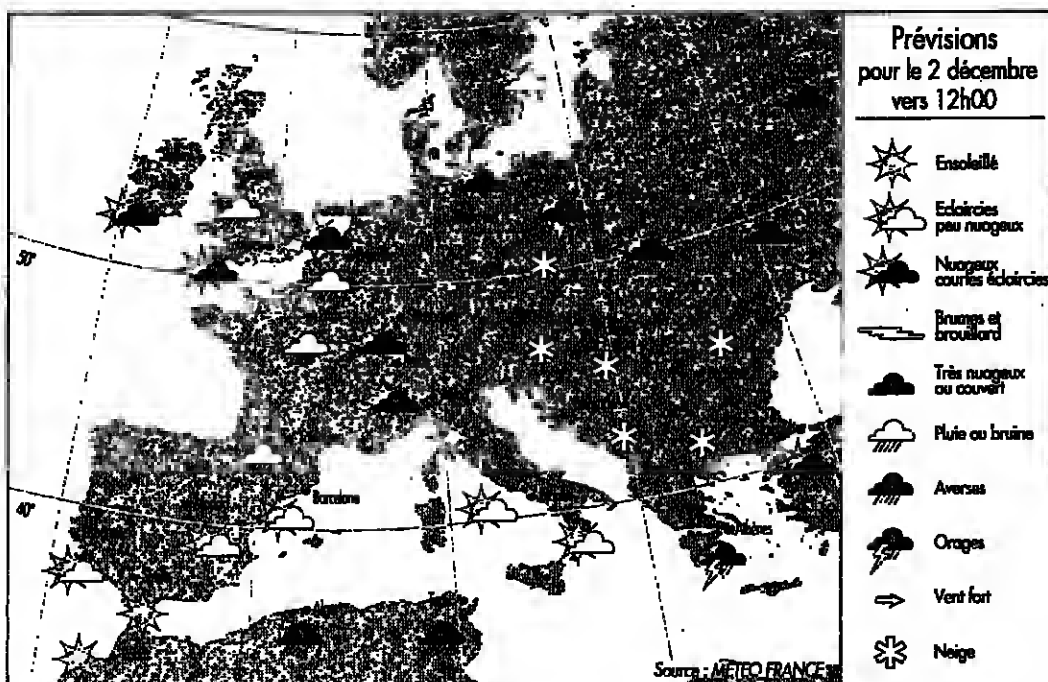 Prévisions
pour le 2 décembre
vers 12h00
Ensoleillé
Eclaircies
peu nuageux
Nuageux
courtes éclaircies
Brumes et
brouillard
Très nuageux
ou couvert
Pluie ou bruine
Averses
Orages
Vent fort
Neige
50°
40°
Barcelone
Athènes
Source : METEO FRANCE